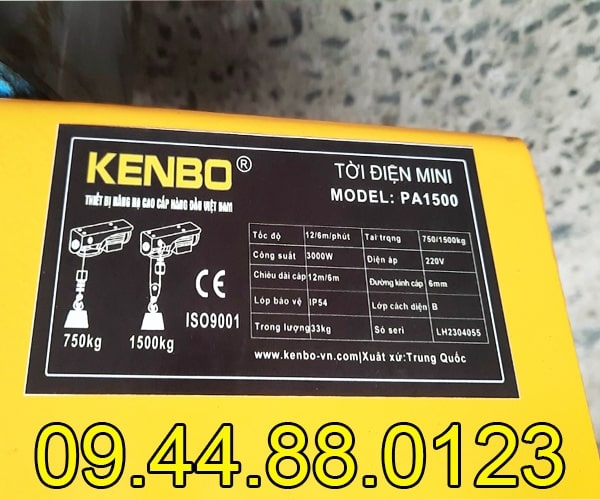 KENBO®
THIẾT BỊ NÂNG HẠ CAO CẤP HÀNG DẦU VIỆT NAM
TỜI ĐIỆN MINI
MODEL: PA1500
Tốc độ 12/6m/phút Tải trọng 750/1500kg
Công suất 3000W Điện áp 220V
Chiều dài cáp 12m/6m Đường kính cáp 6mm
Lớp bảo vệ IP54 Lớp cách điện B
Trong lượng 33kg Số seri LH2304055
CE
ISO9001
750kg 1500kg
www.kenbo-vn.com|Xuất xứ:Trung Quốc
09.44.88.0123